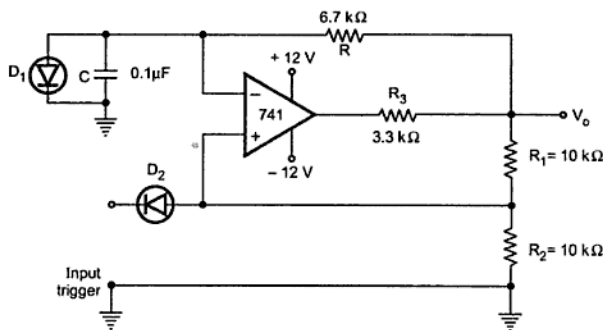 6.7 kΩ
R
D1
C
0.1μF
+ 12 V
−
741
+
− 12 V
R3
3.3 kΩ
Vo
R1 = 10 kΩ
D2
R2 = 10 kΩ
Input
trigger